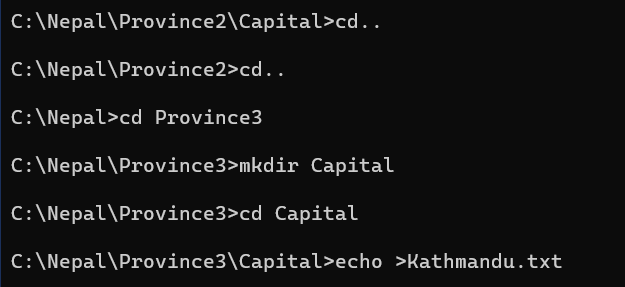 C:\Nepal\Province2\Capital>cd..
C:\Nepal\Province2>cd..
C:\Nepal>cd Province3
C:\Nepal\Province3>mkdir Capital
C:\Nepal\Province3>cd Capital
C:\Nepal\Province3\Capital>echo >Kathmandu.txt